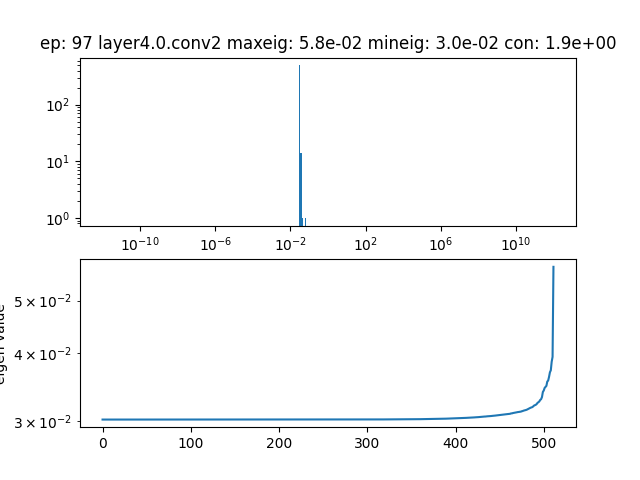 ep: 97 layer4.0.conv2 maxeig: 5.8e-02 mineig: 3.0e-02 con: 1.9e+00
10²
10¹
10⁰
10⁻¹⁰ 10⁻⁶ 10⁻² 10² 10⁶ 10¹⁰
eigen value
5 × 10⁻²
4 × 10⁻²
3 × 10⁻²
0 100 200 300 400 500